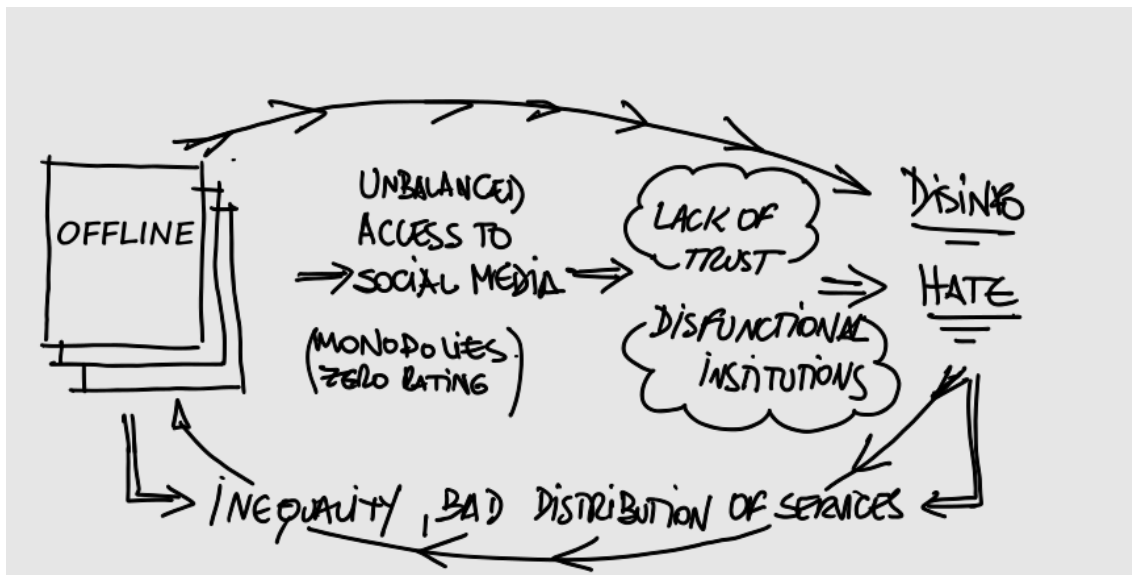 OFFLINE
UNBALANCED
ACCESS TO
SOCIAL MEDIA
(MONOPOLIES
ZERO RATING)
LACK OF
TRUST
DISFUNCTIONAL
INSTITUTIONS
DISINFO
HATE
INEQUALITY, BAD DISTRIBUTION OF SERVICES